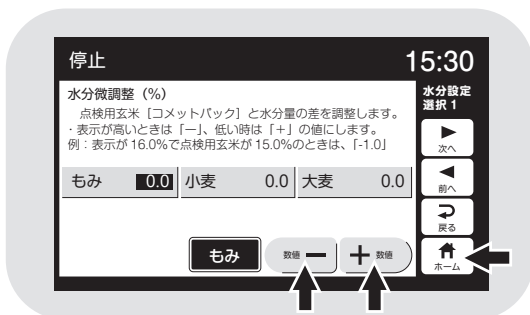 停止 15:30
水分微調整（%）
点検用玄米［コメットパック］と水分量の差を調整します。
・表示が高いときは「ー」、低い時は「＋」の値にします。
例：表示が 16.0%で点検用玄米が 15.0%のときは、「-1.0」
もみ 0.0 小麦 0.0 大麦 0.0
もみ 数値 ー ＋ 数値
水分設定
選択 1
次へ
前へ
戻る
ホーム